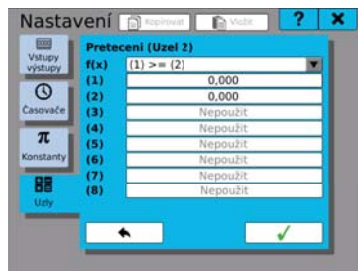 Nastavení Kopírovat Vložit ? X
Vstupy
výstupy
Časovače
π
Konstanty
Uzly
Preteceni (Uzel 2)
f(x) (1) >= (2)
(1) 0,000
(2) 0,000
(3) Nepoužit
(4) Nepoužit
(5) Nepoužit
(6) Nepoužit
(7) Nepoužit
(8) Nepoužit